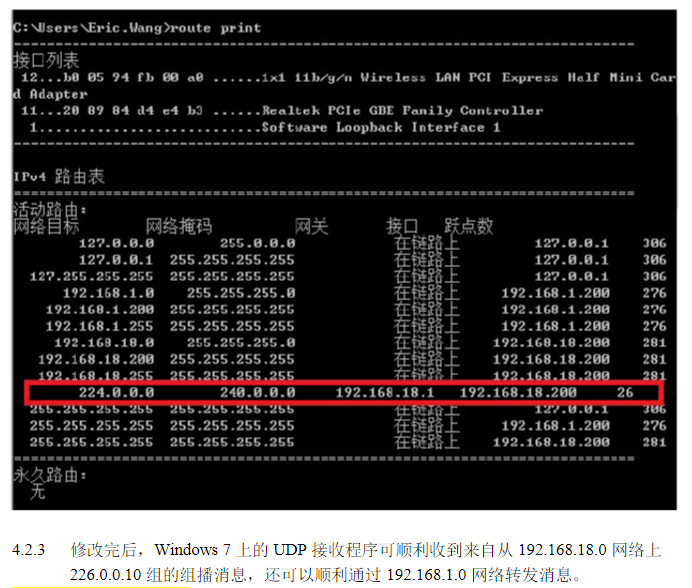 C:\Users\Eric.Wang>route print
接口列表
12...b0 05 94 fb 00 a0 ......1x1 11b/g/n Wireless LAN PCI Express Half Mini Car
d Adapter
11...20 89 84 d4 e4 b3 ......Realtek PCIe GBE Family Controller
1...........................Software Loopback Interface 1
IPv4 路由表
活动路由:
网络目标 网络掩码 网关 接口 跃点数
127.0.0.0 255.0.0.0 在链路上 127.0.0.1 306
127.0.0.1 255.255.255.255 在链路上 127.0.0.1 306
127.255.255.255 255.255.255.255 在链路上 127.0.0.1 306
192.168.1.0 255.255.255.0 在链路上 192.168.1.200 276
192.168.1.200 255.255.255.255 在链路上 192.168.1.200 276
192.168.1.255 255.255.255.255 在链路上 192.168.1.200 276
192.168.18.0 255.255.255.0 在链路上 192.168.18.200 281
192.168.18.200 255.255.255.255 在链路上 192.168.18.200 281
192.168.18.255 255.255.255.255 在链路上 192.168.18.200 281
224.0.0.0 240.0.0.0 192.168.18.1 192.168.18.200 26
255.255.255.255 255.255.255.255 在链路上 127.0.0.1 306
255.255.255.255 255.255.255.255 在链路上 192.168.1.200 276
255.255.255.255 255.255.255.255 在链路上 192.168.18.200 281
永久路由:
无
4.2.3 修改完后，Windows 7 上的 UDP 接收程序可顺利收到来自从 192.168.18.0 网络上
226.0.0.10 组的组播消息，还可以顺利通过 192.168.1.0 网络转发消息。